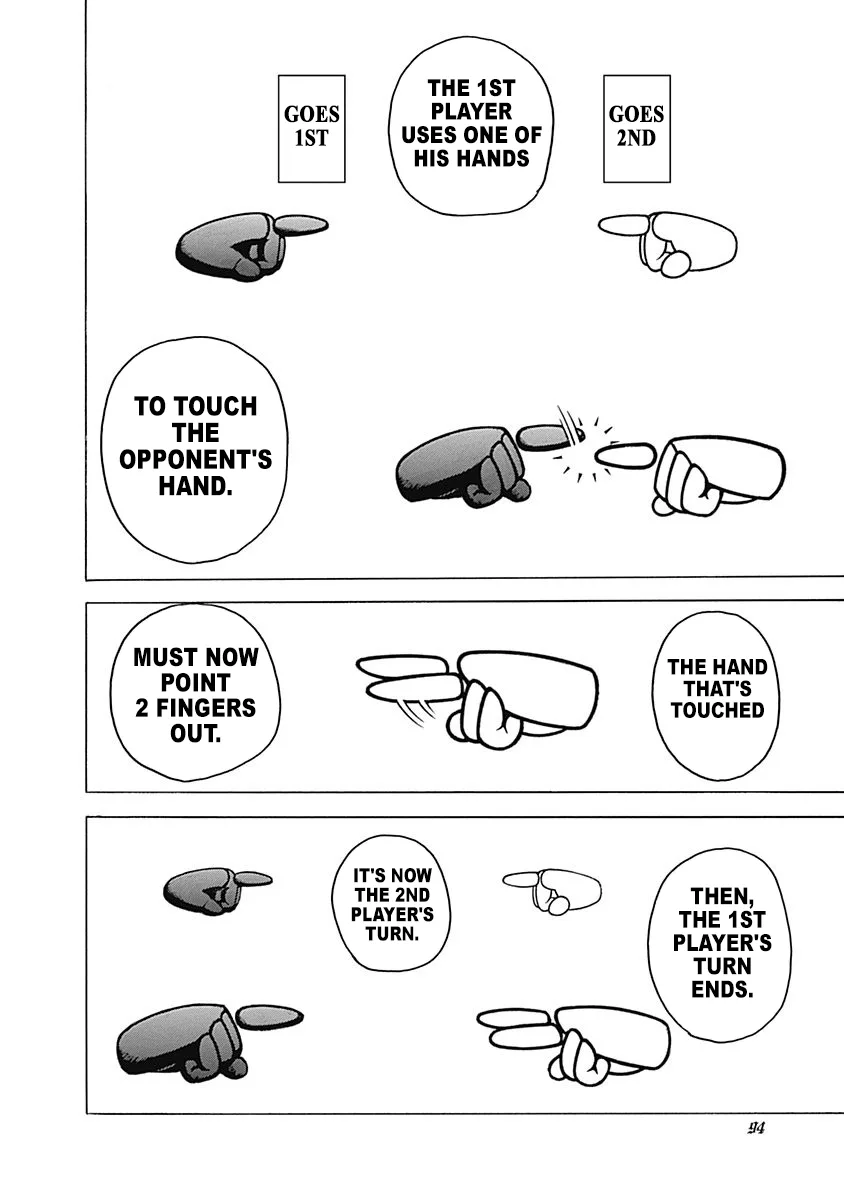 GOES
1ST
THE 1ST
PLAYER
USES ONE OF
HIS HANDS
GOES
2ND
TO TOUCH
THE
OPPONENT'S
HAND.
THE HAND
THAT'S
TOUCHED
MUST NOW
POINT
2 FINGERS
OUT.
THEN,
THE 1ST
PLAYER'S
TURN
ENDS.
IT'S NOW
THE 2ND
PLAYER'S
TURN.
94